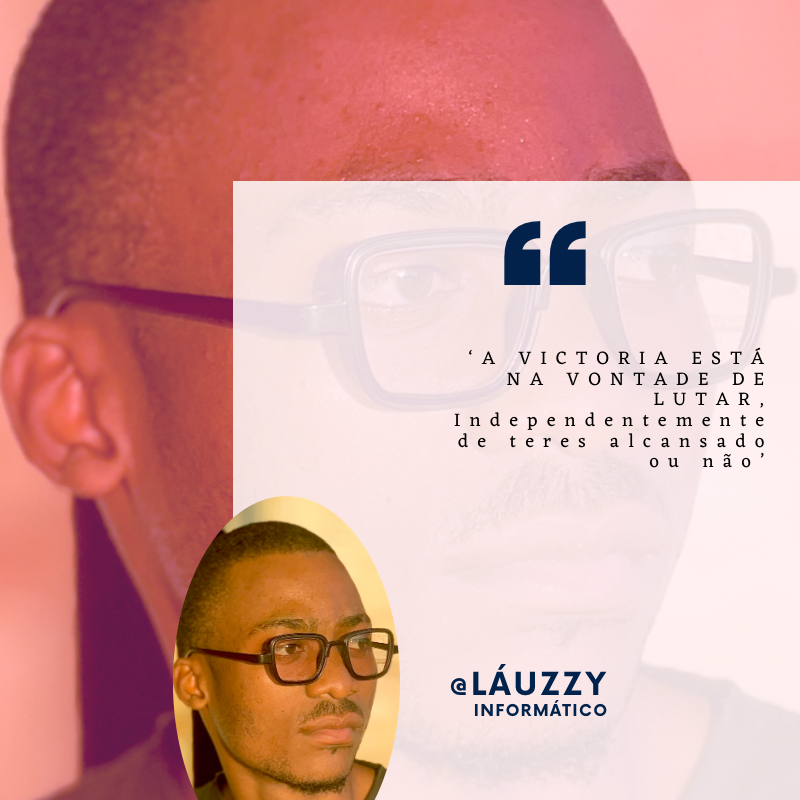 ‘A VICTORIA ESTÁ
NA VONTADE DE
LUTAR,
Independentemente
de teres alcansado
ou não’
@LÁUZZY
INFORMÁTICO